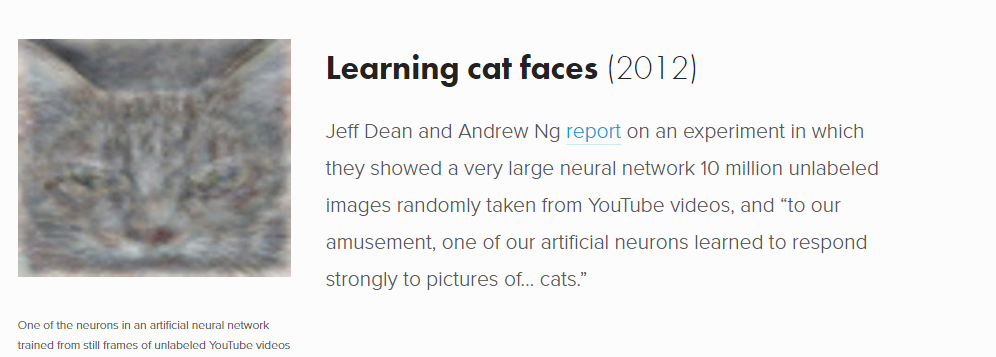 Learning cat faces (2012)
Jeff Dean and Andrew Ng report on an experiment in which
they showed a very large neural network 10 million unlabeled
images randomly taken from YouTube videos, and “to our
amusement, one of our artificial neurons learned to respond
strongly to pictures of... cats.”
One of the neurons in an artificial neural network
trained from still frames of unlabeled YouTube videos